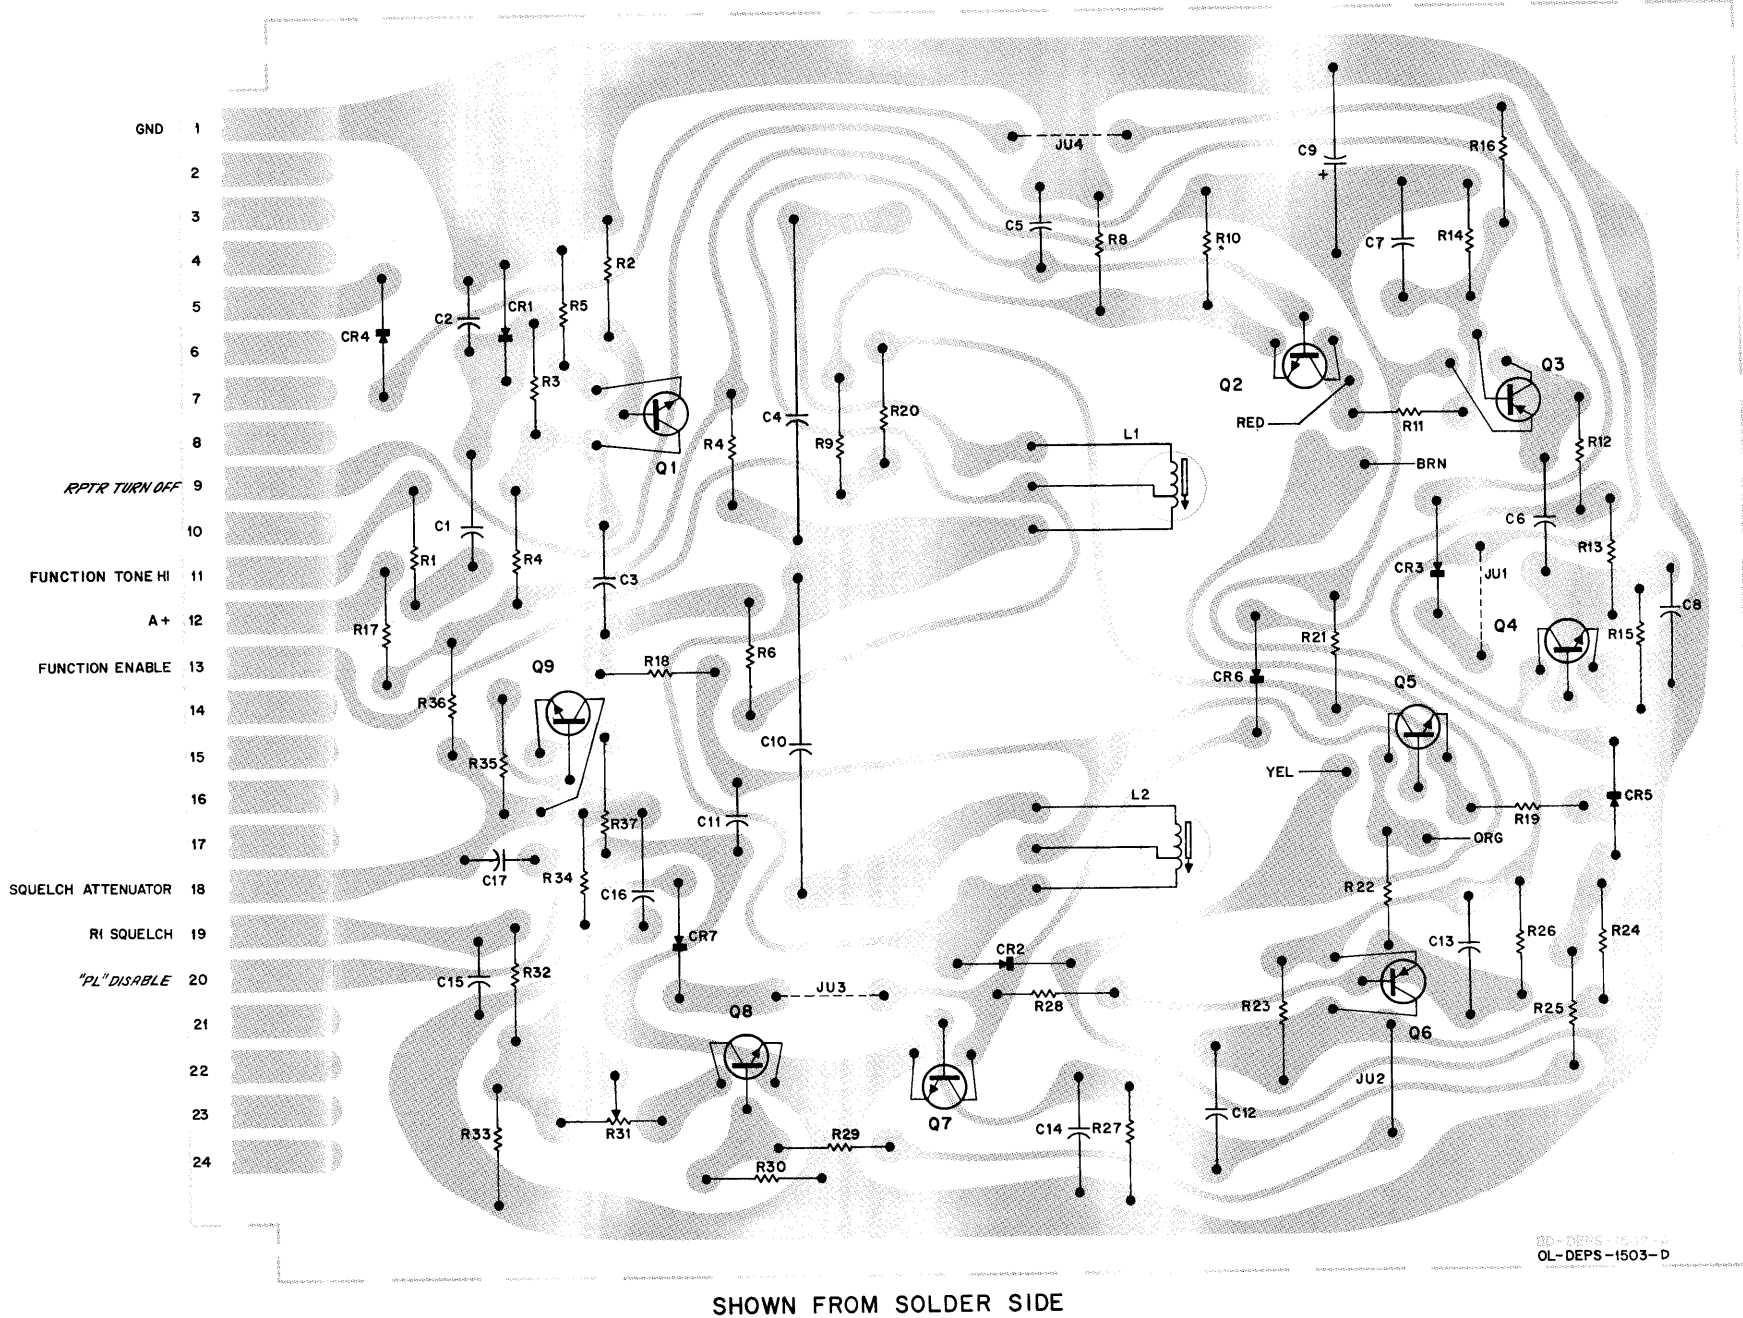 GND 1
2
3
4
5
6
7
8
RPTR TURN OFF 9
10
FUNCTION TONE HI 11
A+ 12
FUNCTION ENABLE 13
14
15
16
17
SQUELCH ATTENUATOR 18
R1 SQUELCH 19
"PL" DISABLE 20
21
22
23
24
JU4
C9
+
R16
C5
R8
R10
C7
R14
R2
CR4
C2
CR1
R5
R3
Q1
R4
C4
R9
R20
L1
Q2
RED
R11
Q3
R12
BRN
C1
R1
R4
C3
R17
CR3
JU1
C6
R13
Q4
R15
C8
R36
Q9
R18
R6
CR6
R21
Q5
R35
C10
YEL
R37
C11
L2
R19
CR5
ORG
C17
R34
C16
CR7
R22
C13
R26
R24
C15
R32
CR2
JU3
R28
Q8
R23
Q6
R25
JU2
R33
R31
Q7
C14
R27
C12
R29
R30
BD-DEPS-1502-D
OL-DEPS-1503-D
SHOWN FROM SOLDER SIDE